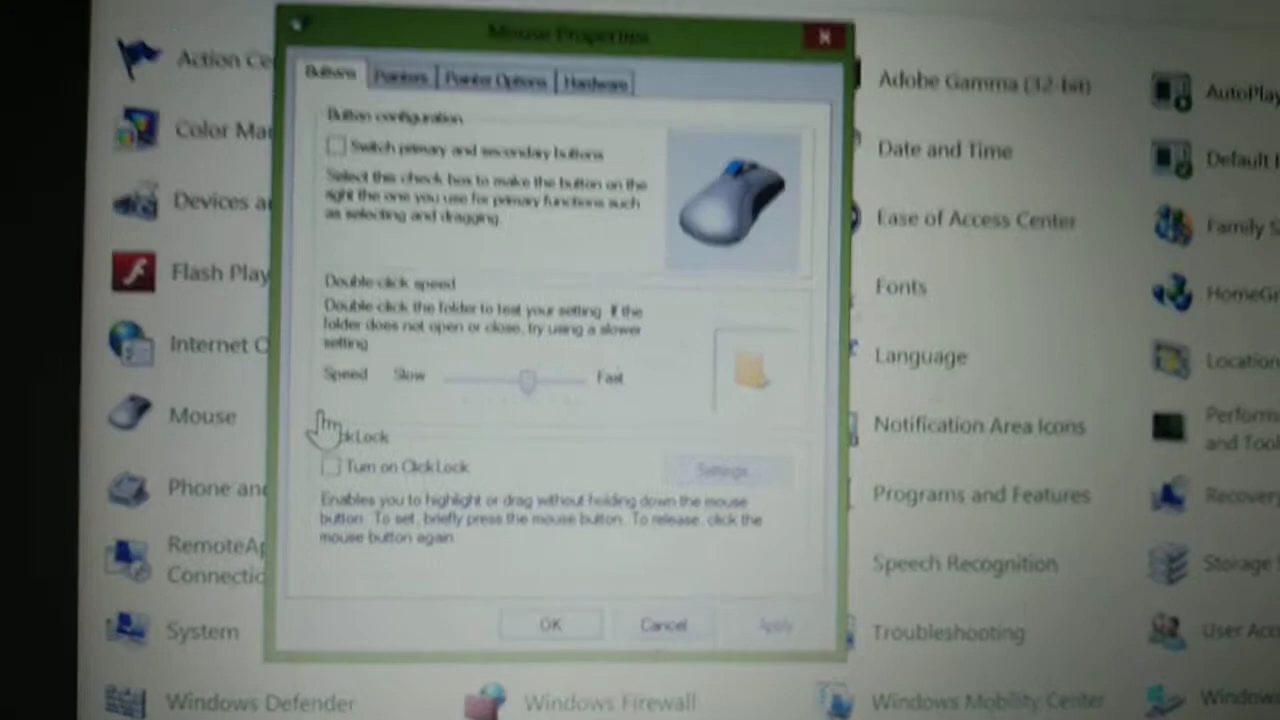 Mouse Properties
Buttons
Pointers
Pointer Options
Hardware
Button configuration
Switch primary and secondary buttons
Select this check box to make the button on the
right the one you use for primary functions such
as selecting and dragging.
Double-click speed
Double-click the folder to test your setting. If the
folder does not open or close, try using a slower
setting.
Speed Slow Fast
ckLock
Turn on ClickLock
Settings...
Enables you to highlight or drag without holding down the mouse
button. To set, briefly press the mouse button. To release, click the
mouse button again.
OK
Cancel
Apply
Action Ce
Color Ma
Devices a
Flash Play
Internet O
Mouse
Phone and
RemoteAp
Connectio
System
Windows Defender
Windows Firewall
Adobe Gamma (32-bit)
Date and Time
Ease of Access Center
Fonts
Language
Notification Area Icons
Programs and Features
Speech Recognition
Troubleshooting
Windows Mobility Center
AutoPlay
Default
Family S
HomeGr
Location
Perform
and Tool
Recovery
Storage
User Acc
Windows